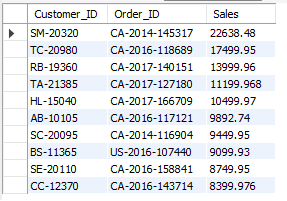 Customer_ID Order_ID Sales
SM-20320 CA-2014-145317 22638.48
TC-20980 CA-2016-118689 17499.95
RB-19360 CA-2017-140151 13999.96
TA-21385 CA-2017-127180 11199.968
HL-15040 CA-2017-166709 10499.97
AB-10105 CA-2016-117121 9892.74
SC-20095 CA-2014-116904 9449.95
BS-11365 US-2016-107440 9099.93
SE-20110 CA-2016-158841 8749.95
CC-12370 CA-2016-143714 8399.976